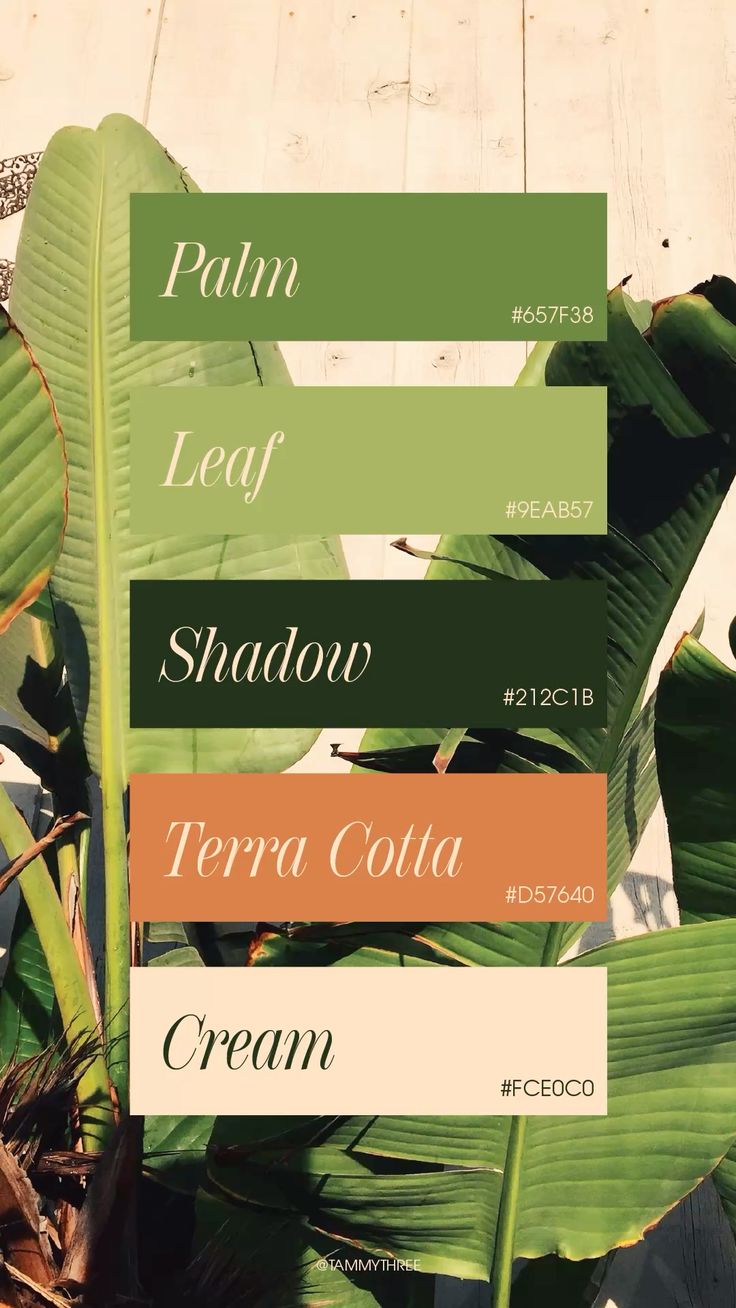 Palm
#657F38
Leaf
#9EAB57
Shadow
#212C1B
Terra Cotta
#D57640
Cream
#FCE0C0
@TAMMYTHREE